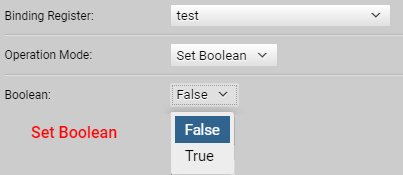 Binding Register: test
Operation Mode: Set Boolean
Boolean: False
Set Boolean
False
True